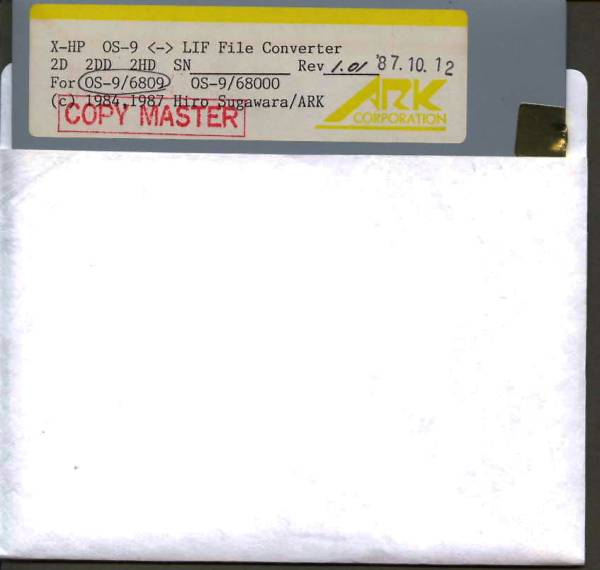 X-HP OS-9 <-> LIF File Converter
2D 2DD 2HD SN__________ Rev 1.01 '87.10.12
For OS-9/6809 OS-9/68000
(c) 1984,1987 Hiro Sugawara/ARK
COPY MASTER
ARK
CORPORATION